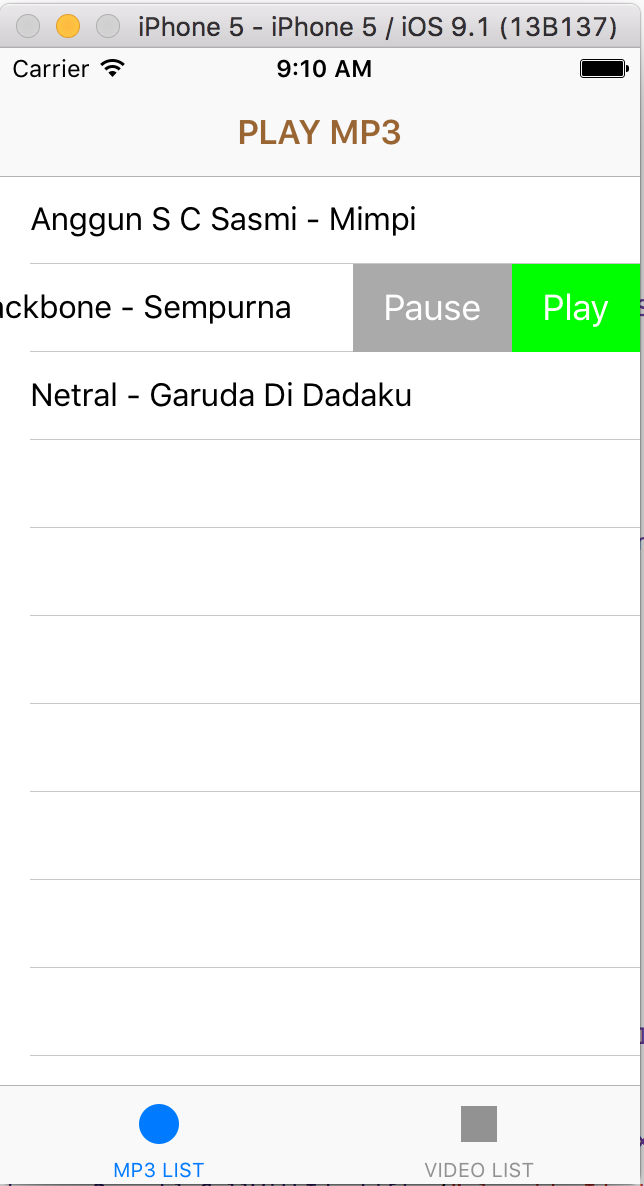 iPhone 5 - iPhone 5 / iOS 9.1 (13B137)
Carrier 9:10 AM
PLAY MP3
Anggun S C Sasmi - Mimpi
ckbone - Sempurna Pause Play
Netral - Garuda Di Dadaku
MP3 LIST VIDEO LIST